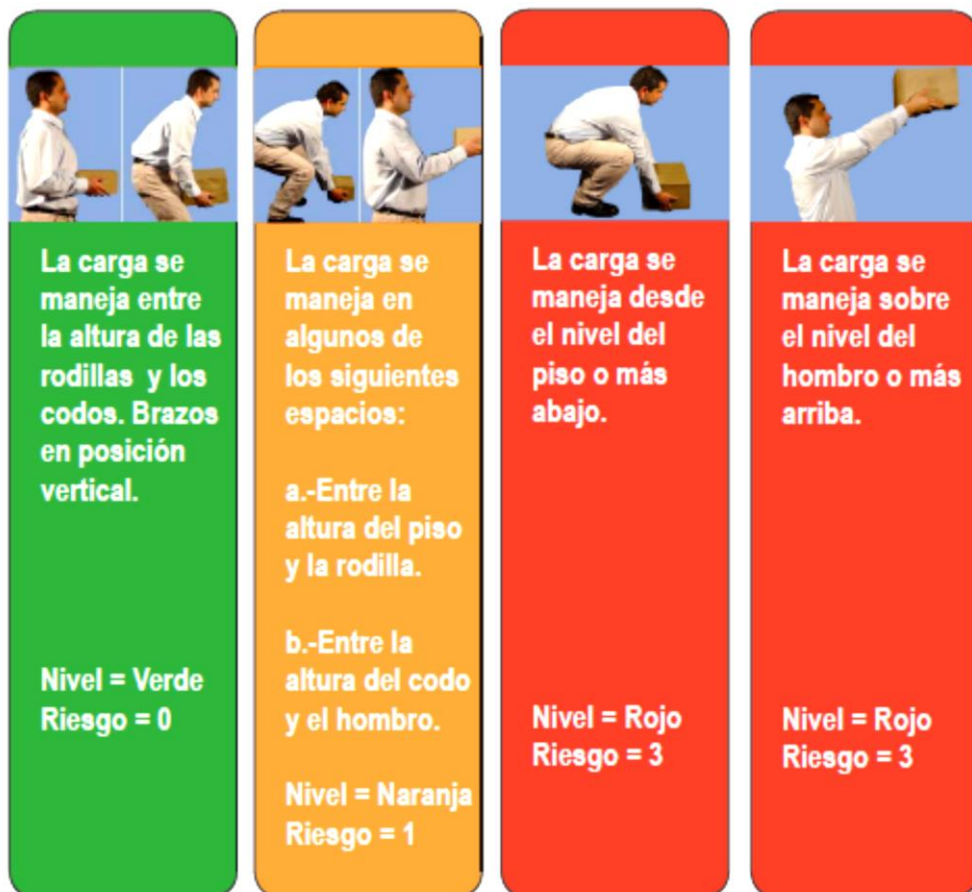 La carga se
maneja entre
la altura de las
rodillas y los
codos. Brazos
en posición
vertical.
Nivel = Verde
Riesgo = 0
La carga se
maneja en
algunos de
los siguientes
espacios:
a.-Entre la
altura del piso
y la rodilla.
b.-Entre la
altura del codo
y el hombro.
Nivel = Naranja
Riesgo = 1
La carga se
maneja desde
el nivel del
piso o más
abajo.
Nivel = Rojo
Riesgo = 3
La carga se
maneja sobre
el nivel del
hombro o más
arriba.
Nivel = Rojo
Riesgo = 3